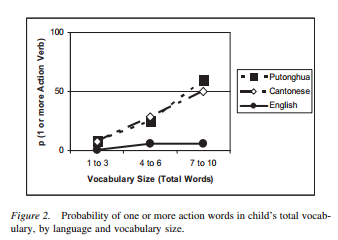 100
50
0
p (1 or more Action Verb)
1 to 3
4 to 6
7 to 10
Vocabulary Size (Total Words)
Putonghua
Cantonese
English
Figure 2. Probability of one or more action words in child's total vocab-
ulary, by language and vocabulary size.